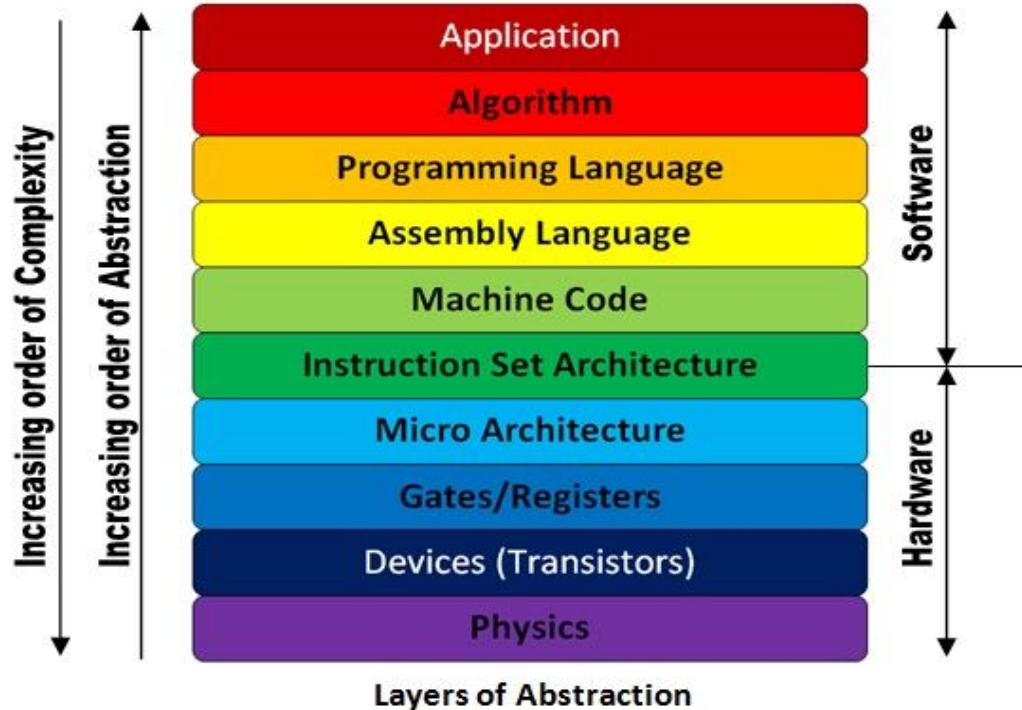 Application
Algorithm
Programming Language
Assembly Language
Machine Code
Instruction Set Architecture
Micro Architecture
Gates/Registers
Devices (Transistors)
Physics
Increasing order of Complexity
Increasing order of Abstraction
Software
Hardware
Layers of Abstraction